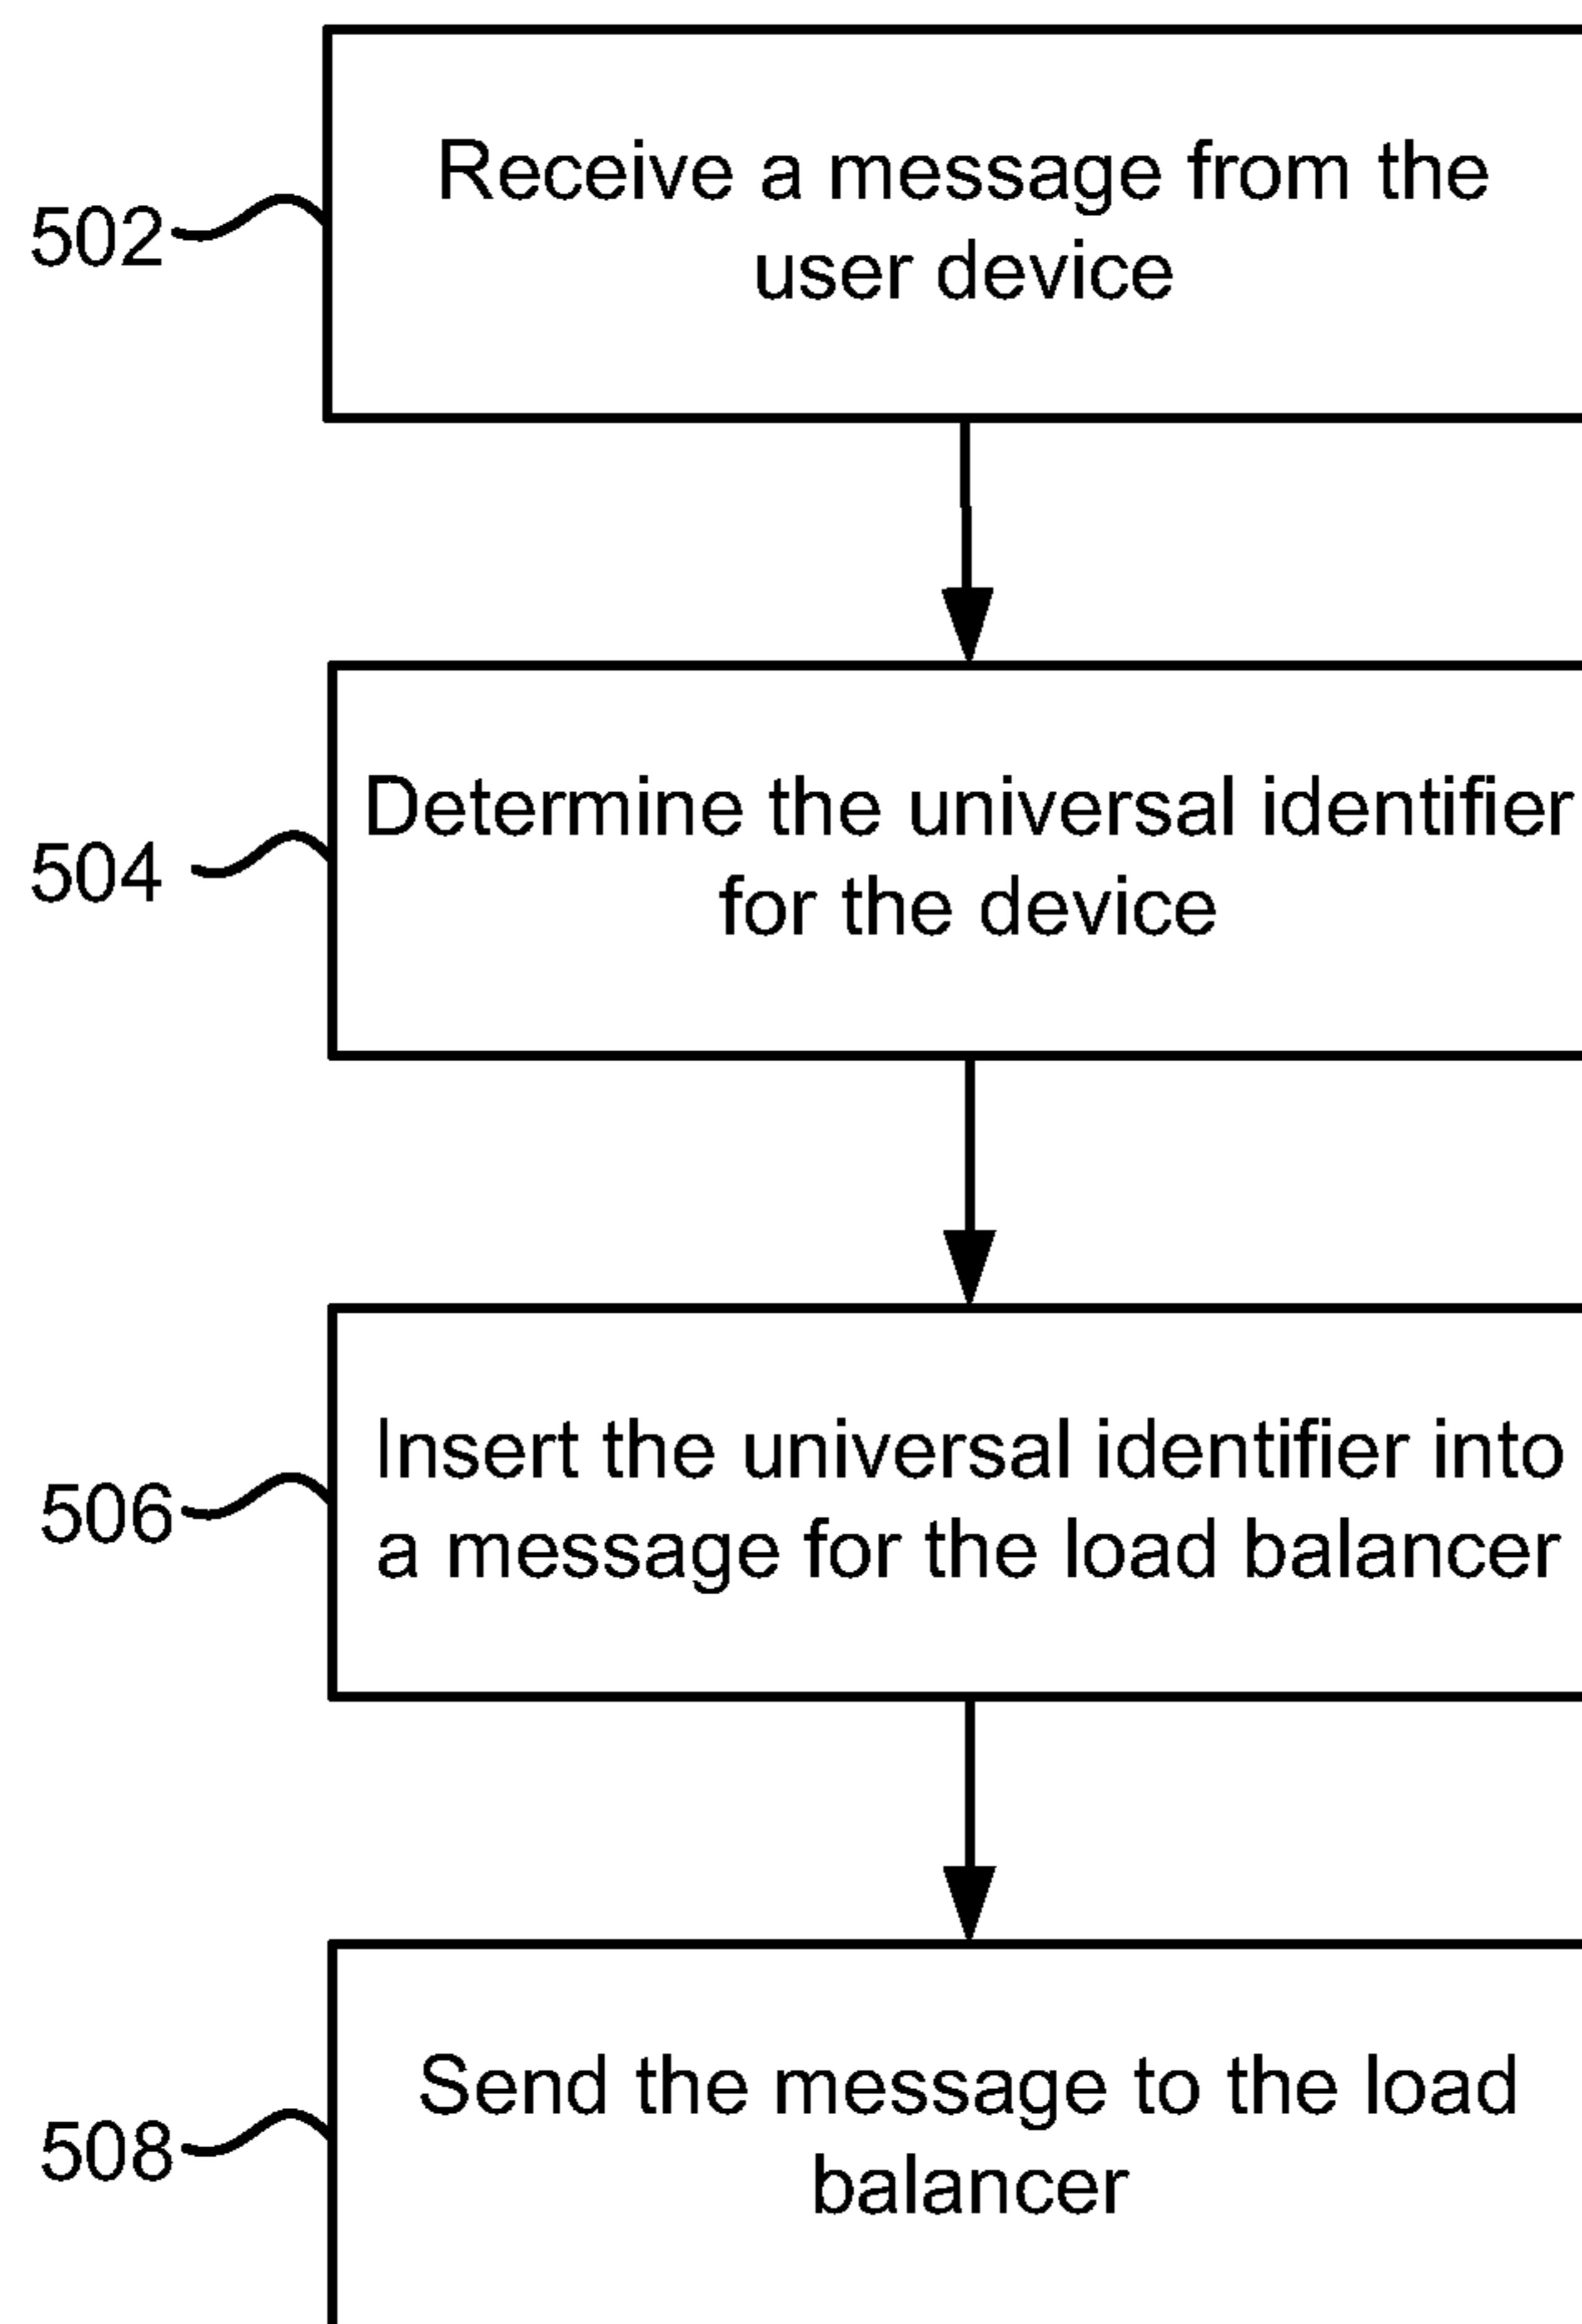 Receive a message from the
user device
502
Determine the universal identifier
for the device
504
Insert the universal identifier into
a message for the load balancer
506
Send the message to the load
balancer
508